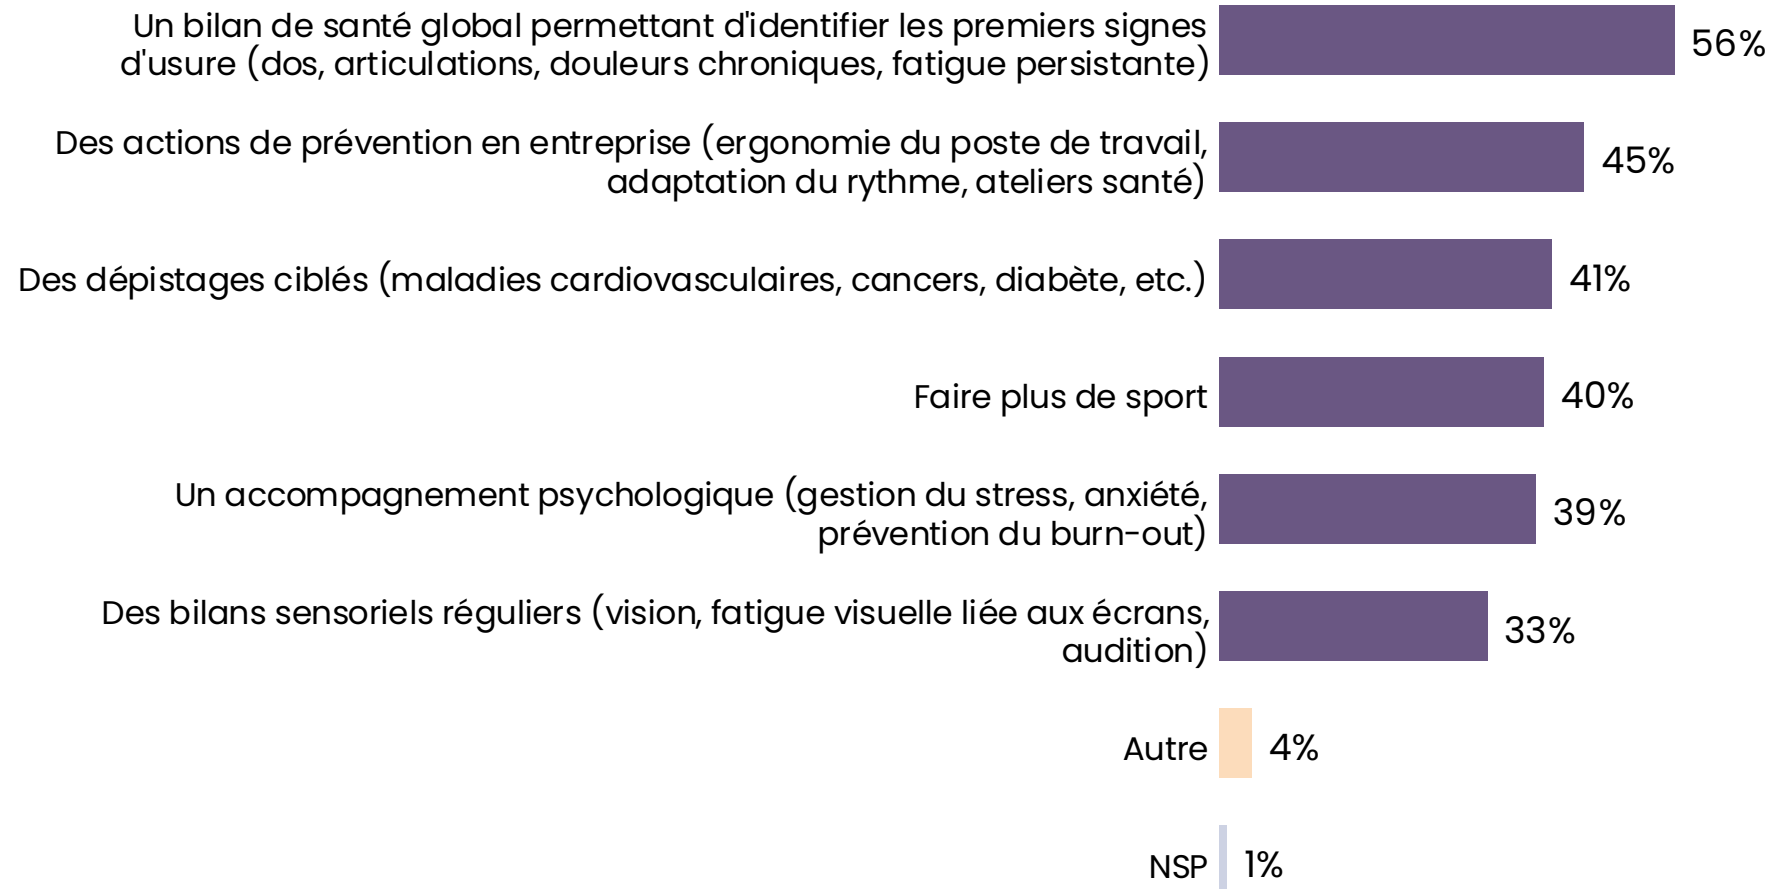 Un bilan de santé global permettant d'identifier les premiers signes
d'usure (dos, articulations, douleurs chroniques, fatigue persistante)
56%
Des actions de prévention en entreprise (ergonomie du poste de travail,
adaptation du rythme, ateliers santé)
45%
Des dépistages ciblés (maladies cardiovasculaires, cancers, diabète, etc.)
41%
Faire plus de sport
40%
Un accompagnement psychologique (gestion du stress, anxiété,
prévention du burn-out)
39%
Des bilans sensoriels réguliers (vision, fatigue visuelle liée aux écrans,
audition)
33%
Autre
4%
NSP
1%